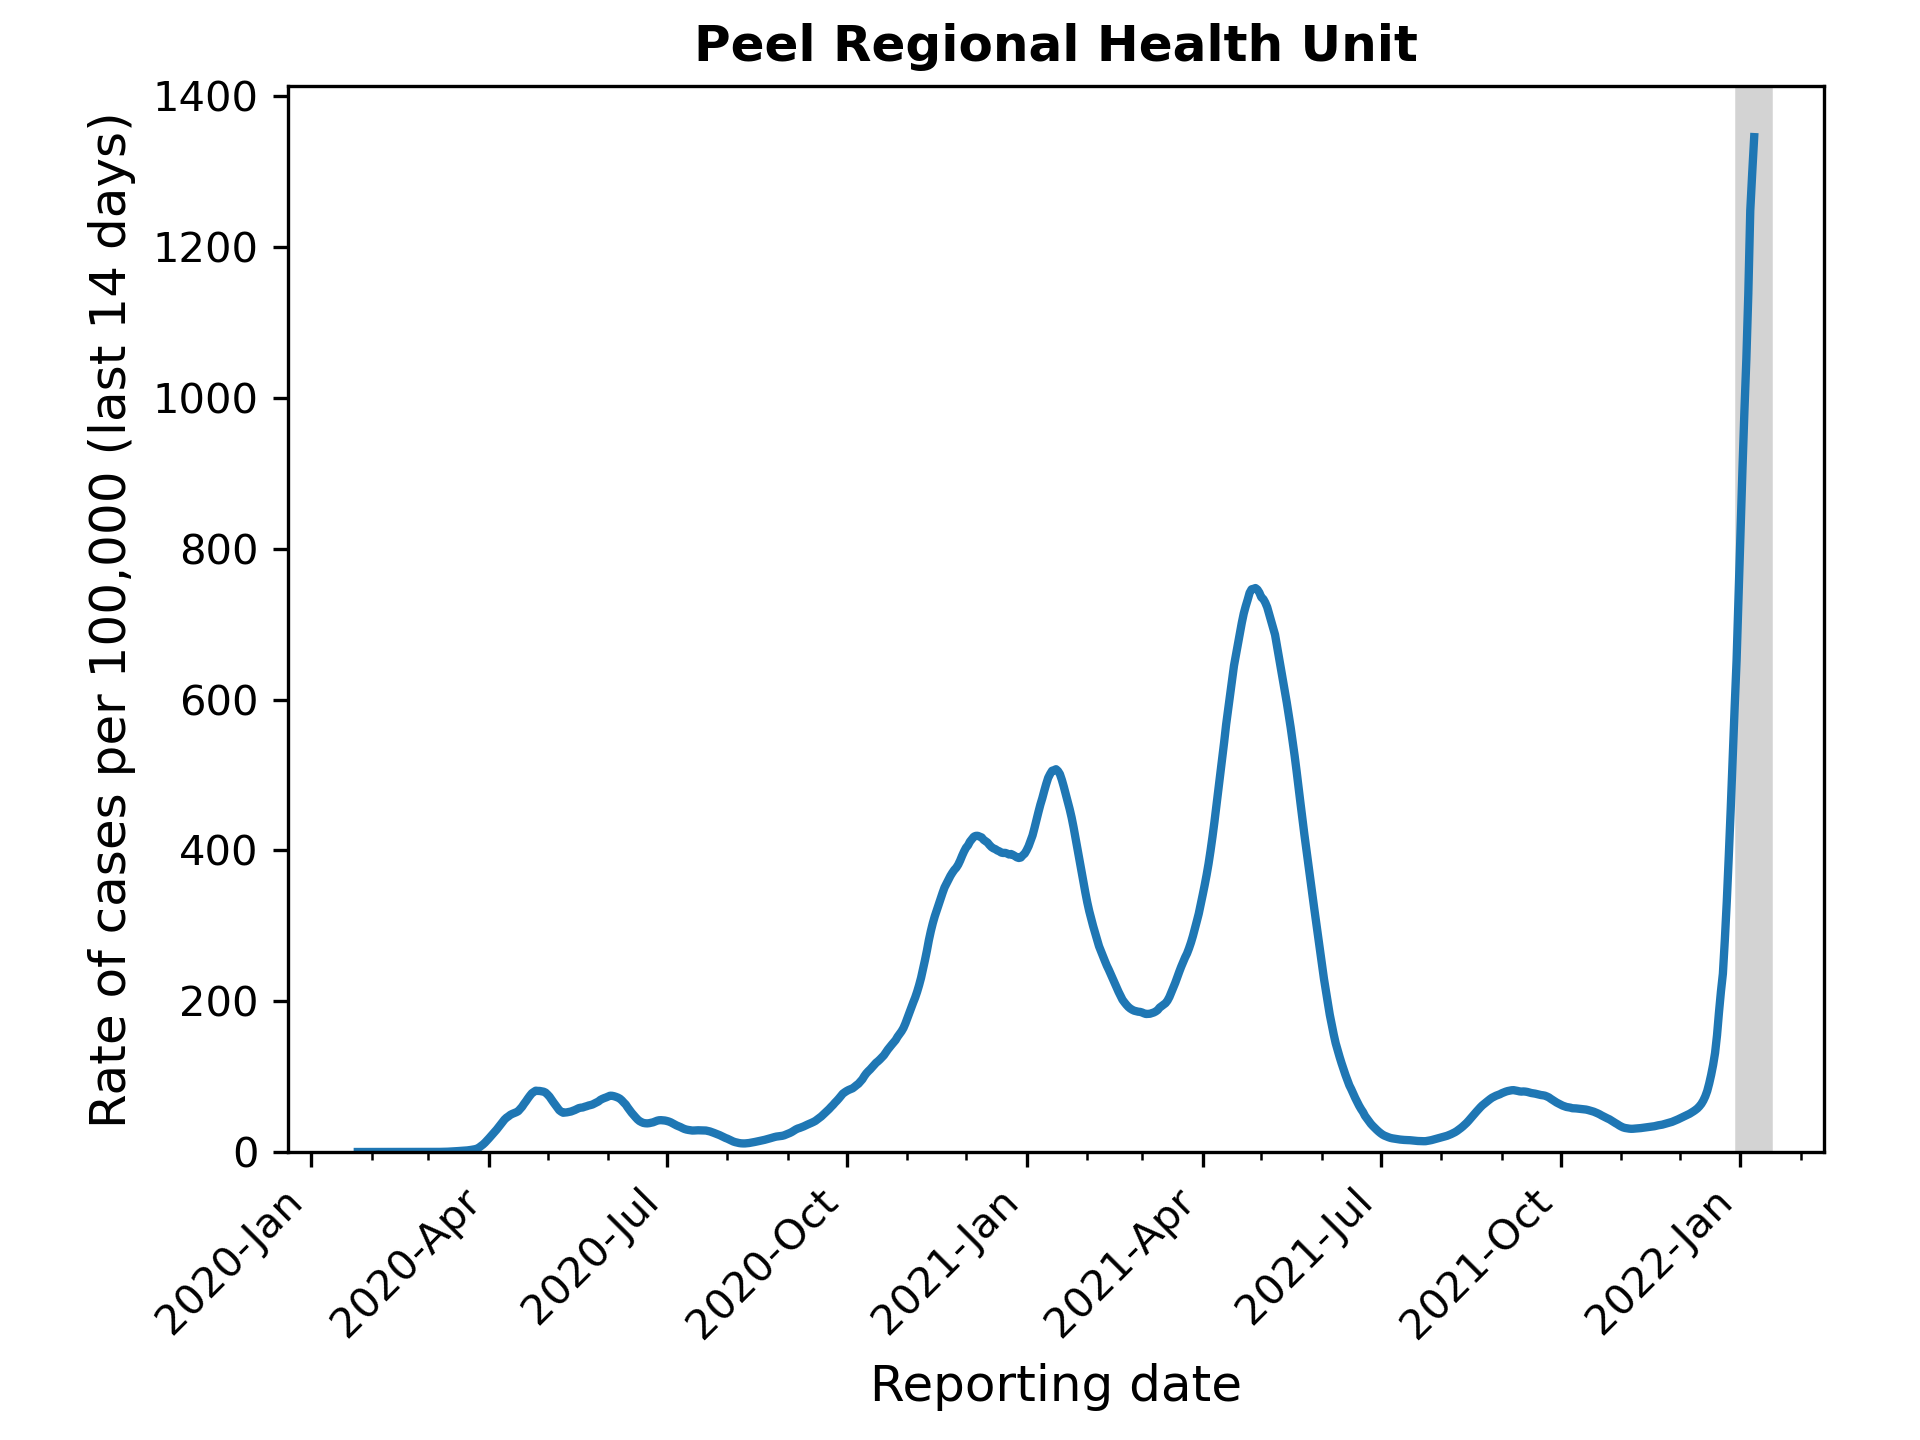 Peel Regional Health Unit
Rate of cases per 100,000 (last 14 days)
1400
1200
1000
800
600
400
200
0
2020-Jan
2020-Apr
2020-Jul
2020-Oct
2021-Jan
2021-Apr
2021-Jul
2021-Oct
2022-Jan
Reporting date